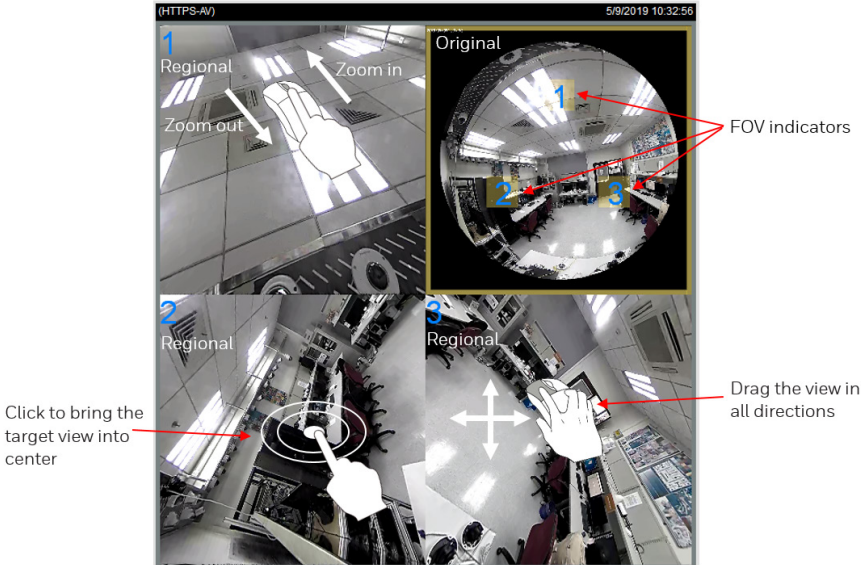 (HTTPS-AV) 5/9/2019 10:32:56
1
Regional
Zoom in
Zoom out
Original
1
2
3
FOV indicators
2
Regional
3
Regional
Click to bring the
target view into
center
Drag the view in
all directions